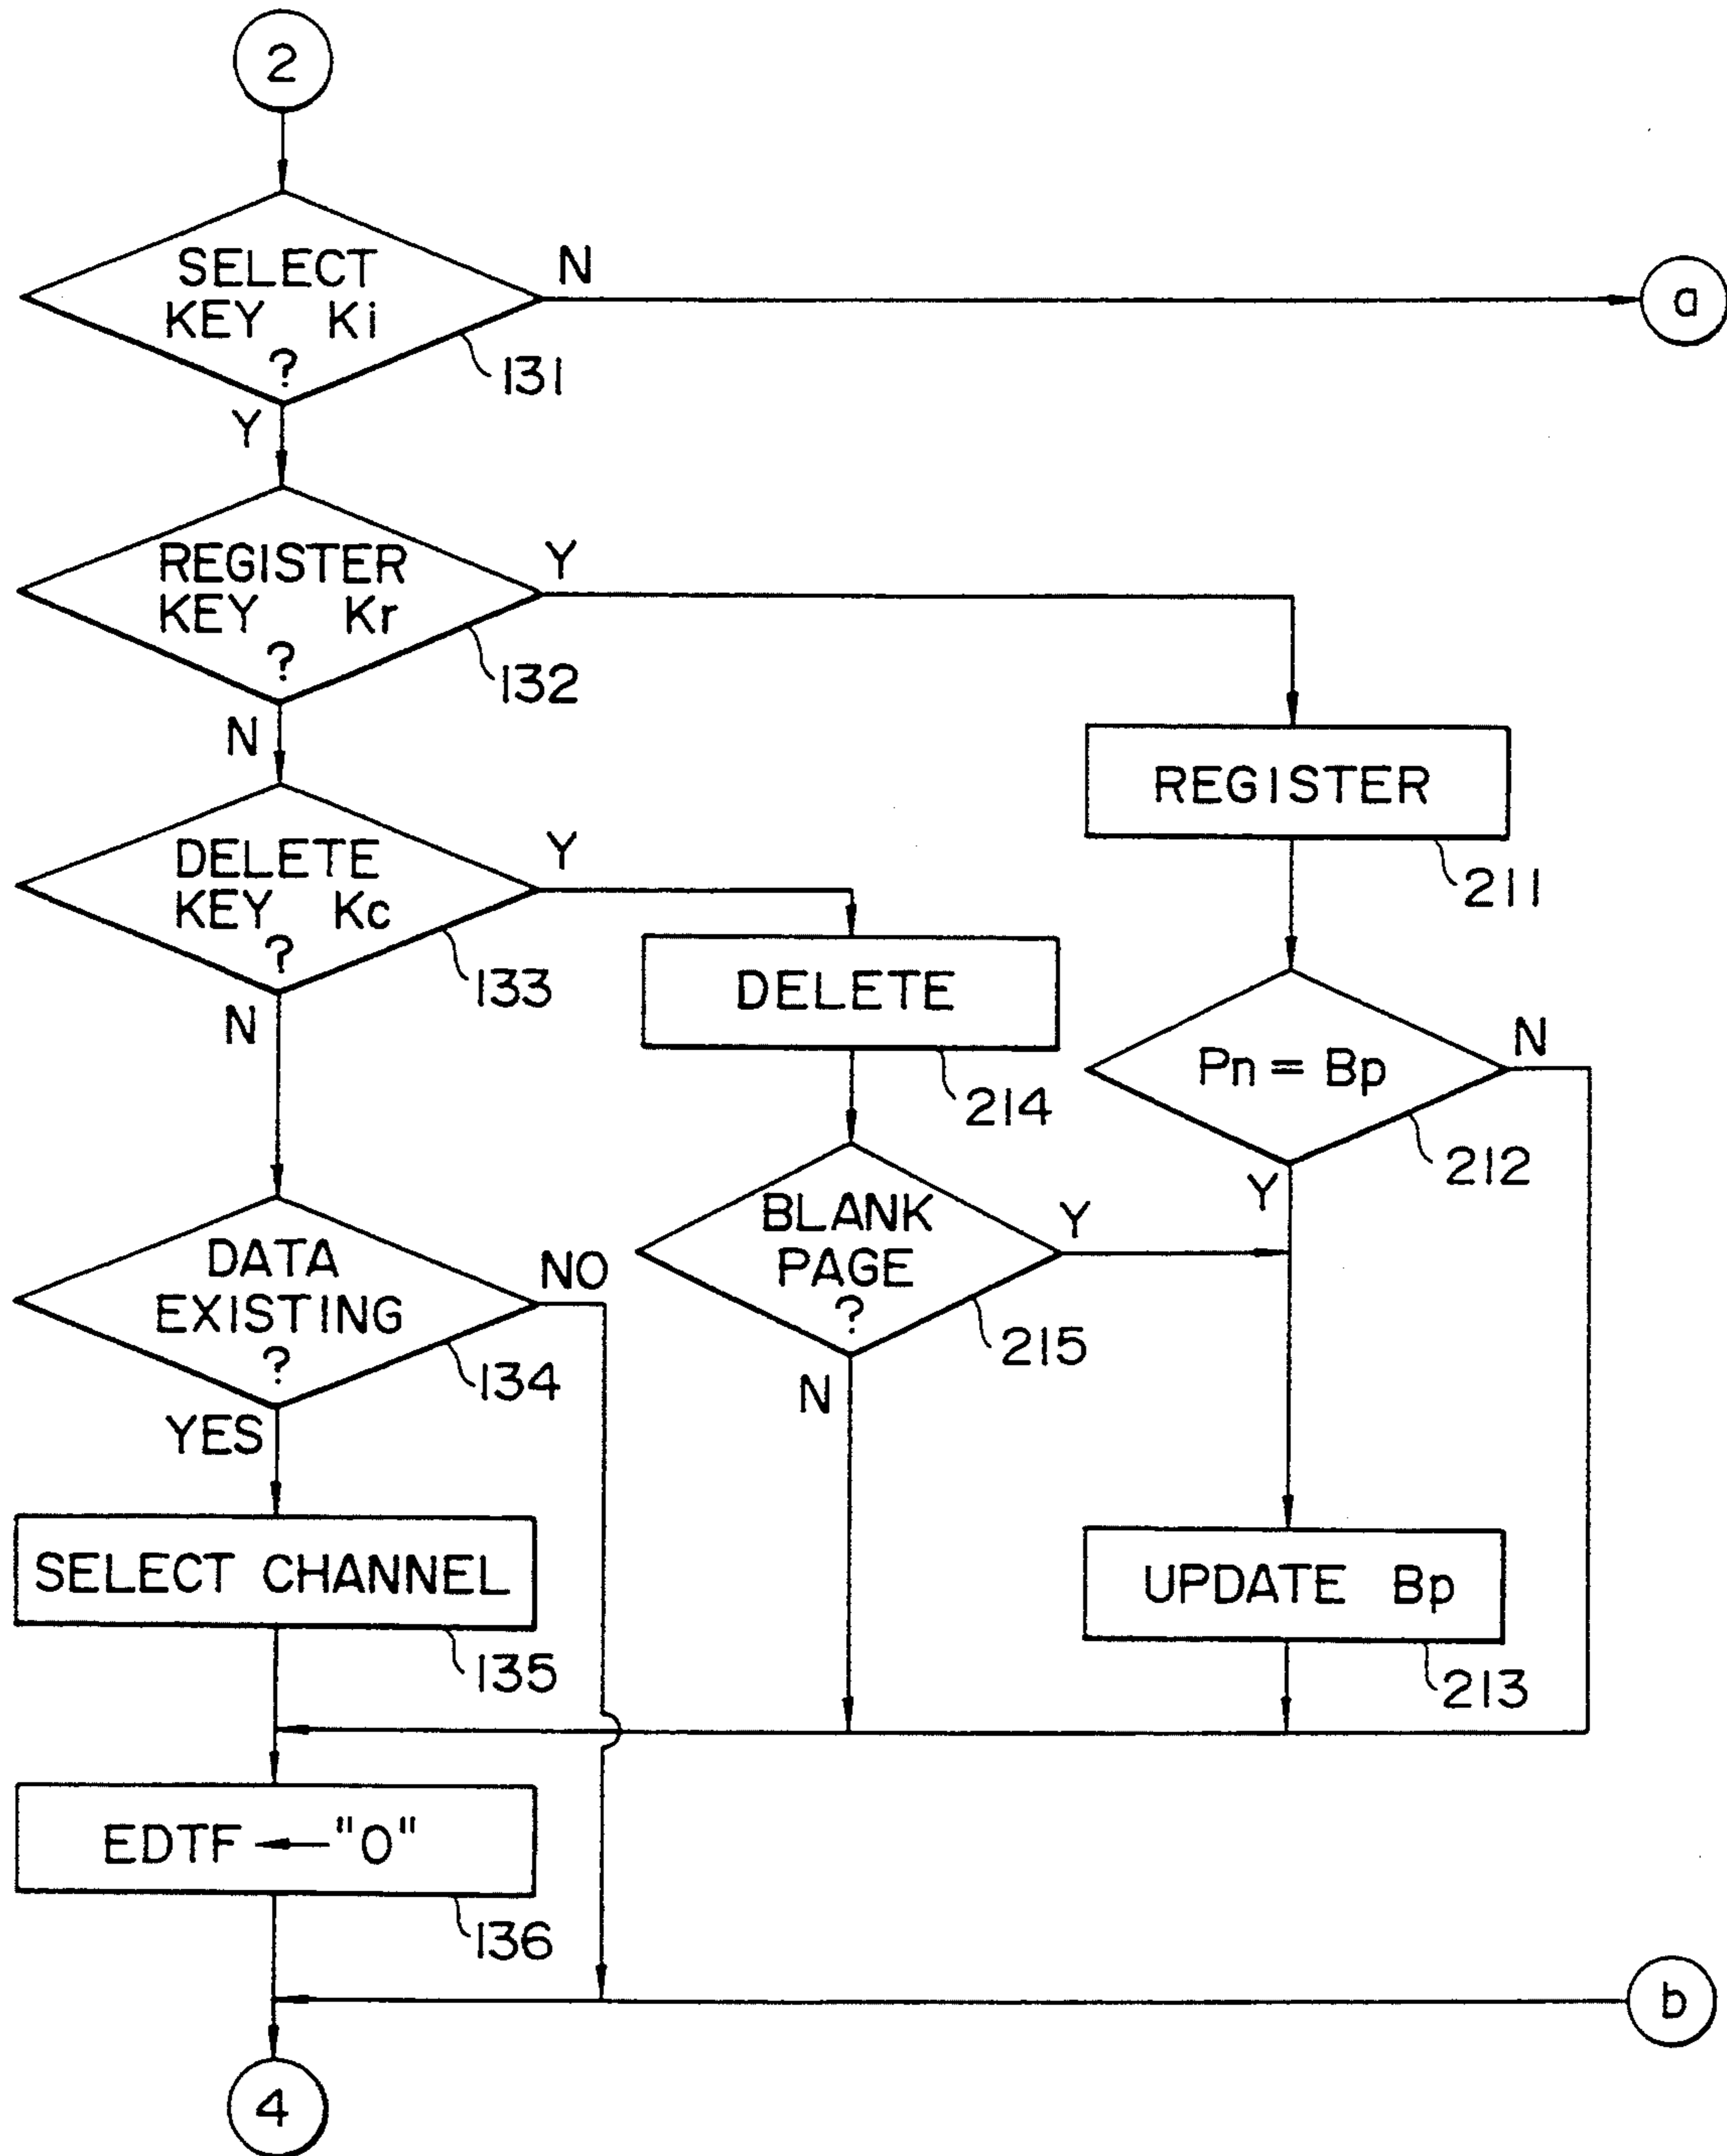 2
SELECT
KEY Ki
?
131
N
a
Y
REGISTER
KEY Kr
?
132
Y
N
REGISTER
211
DELETE
KEY Kc
?
133
Y
N
DELETE
214
Pn = Bp
212
N
Y
BLANK
PAGE
?
215
Y
N
DATA
EXISTING
?
134
NO
YES
SELECT CHANNEL
135
UPDATE Bp
213
EDTF ← "O"
136
b
4